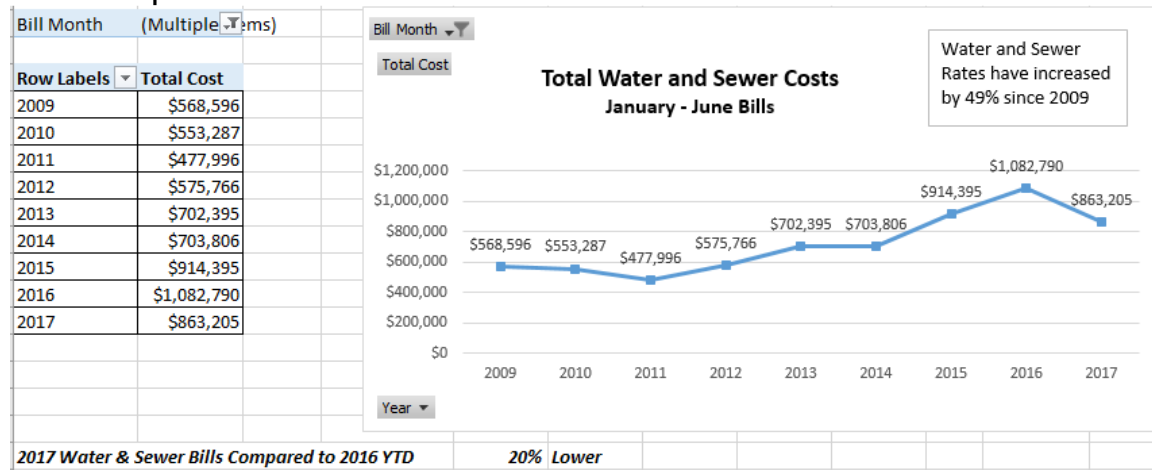 Bill Month (Multiple Items)
Row Labels Total Cost
2009 $568,596
2010 $553,287
2011 $477,996
2012 $575,766
2013 $702,395
2014 $703,806
2015 $914,395
2016 $1,082,790
2017 $863,205
Bill Month
Total Cost
Total Water and Sewer Costs
January - June Bills
Water and Sewer
Rates have increased
by 49% since 2009
$1,200,000
$1,000,000
$800,000
$600,000
$400,000
$200,000
$0
$568,596 $553,287 $477,996 $575,766 $702,395 $703,806 $914,395 $1,082,790 $863,205
2009 2010 2011 2012 2013 2014 2015 2016 2017
Year
2017 Water & Sewer Bills Compared to 2016 YTD 20% Lower